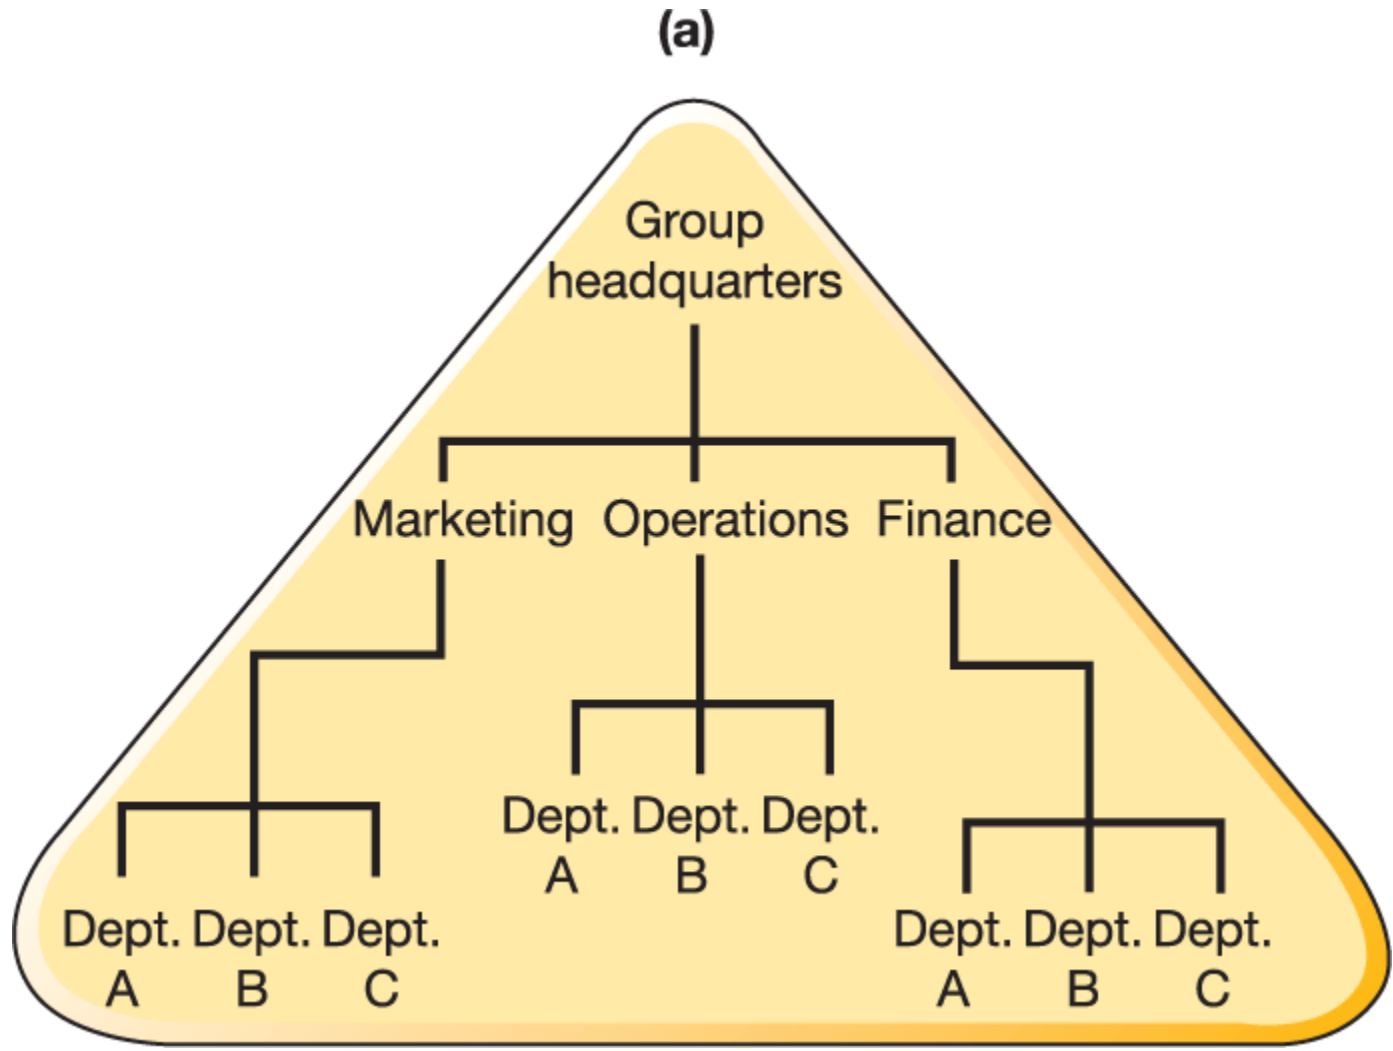 (a)
Group
headquarters
Marketing Operations Finance
Dept. Dept. Dept.
A B C
Dept. Dept. Dept.
A B C
Dept. Dept. Dept.
A B C